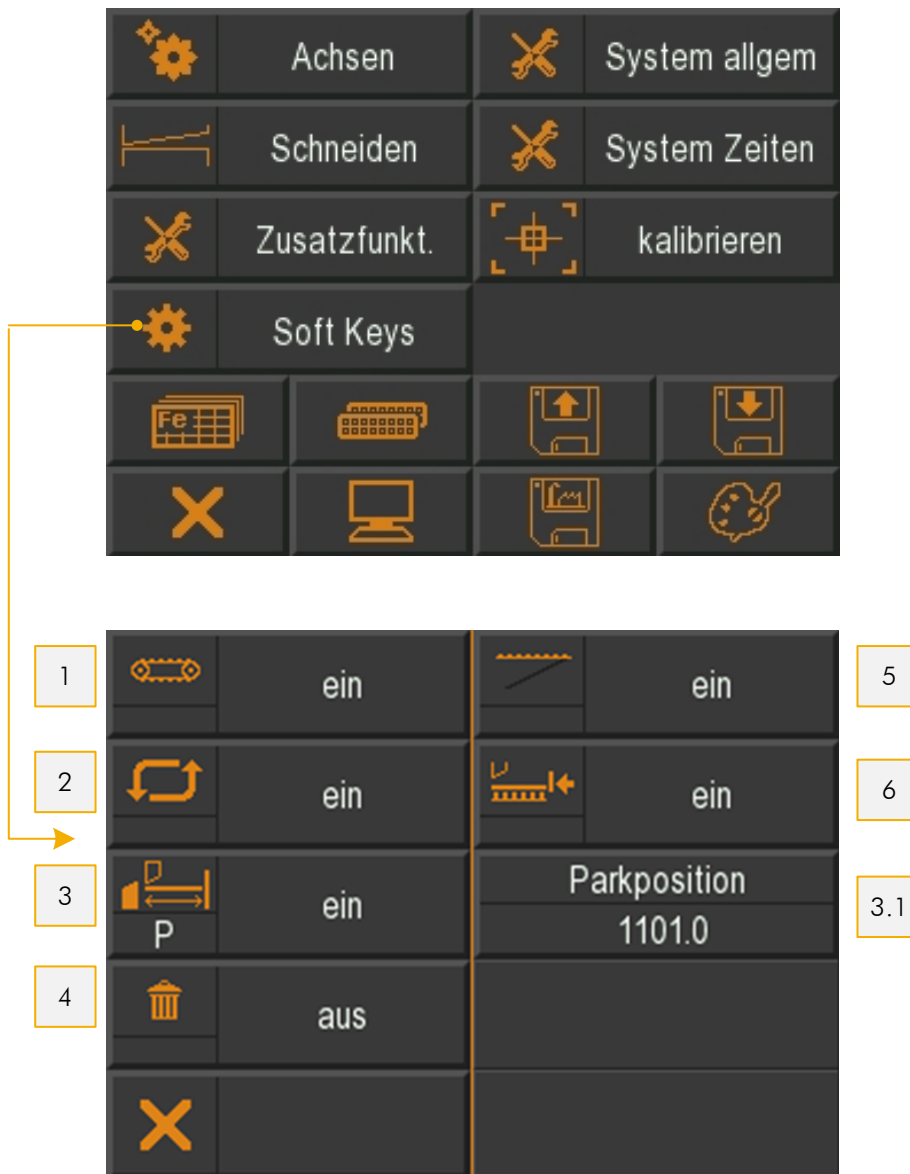 Achsen
System allgem
Schneiden
System Zeiten
Zusatzfunkt.
kalibrieren
Soft Keys
Fe
1
ein
ein
5
2
ein
ein
6
3
P
ein
Parkposition
1101.0
3.1
4
aus